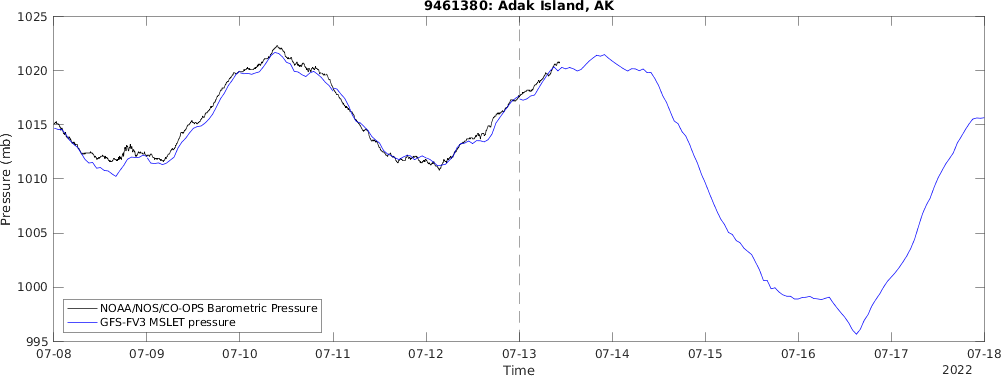 9461380: Adak Island, AK
Pressure (mb)
1025
1020
1015
1010
1005
1000
995
NOAA/NOS/CO-OPS Barometric Pressure
GFS-FV3 MSLET pressure
07-08 07-09 07-10 07-11 07-12 07-13 07-14 07-15 07-16 07-17 07-18
Time
2022